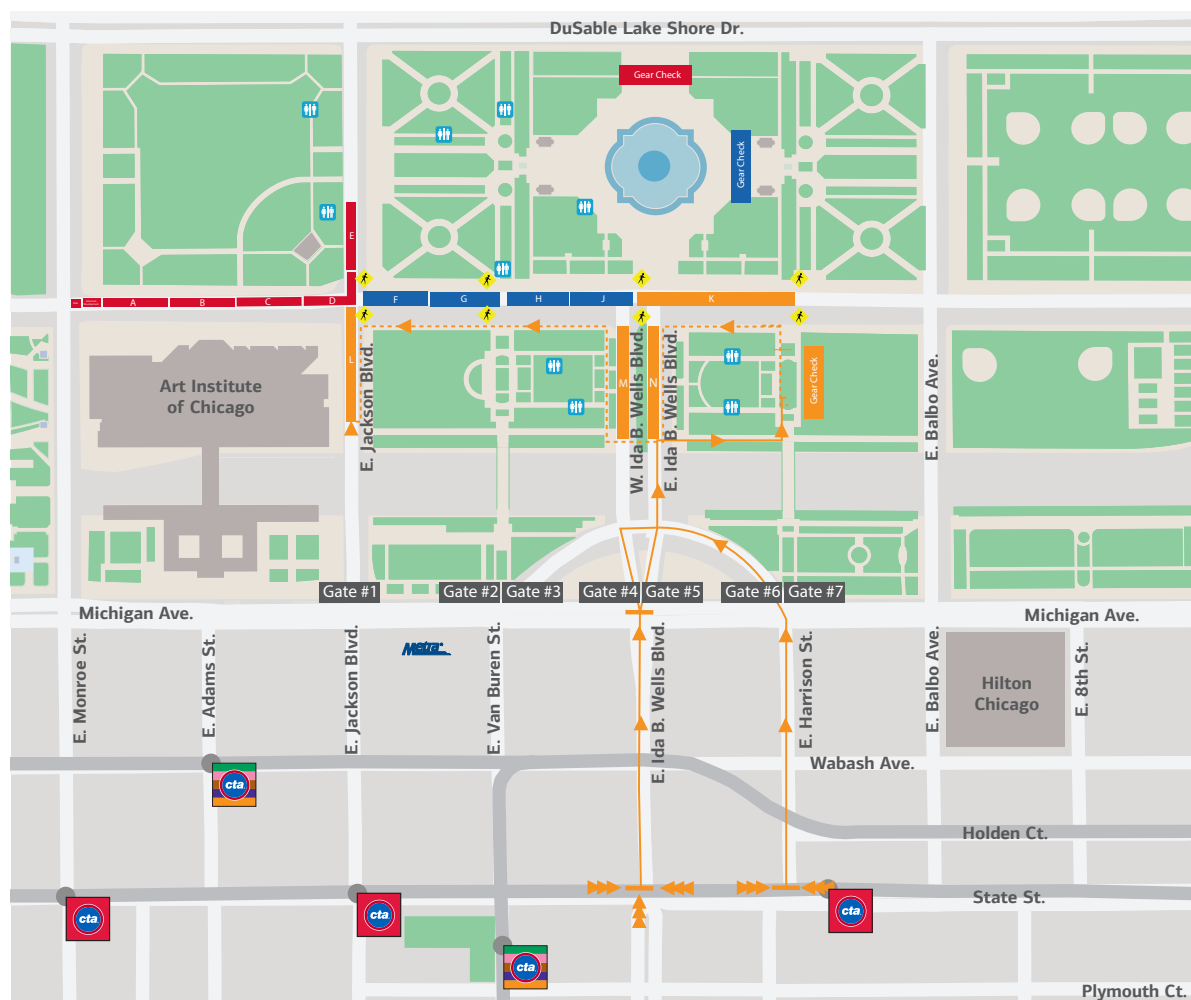 DuSable Lake Shore Dr.
Gear Check
Gear Check
E
A
B
C
D
F
G
H
J
K
L
M
N
Gear Check
Art Institute
of Chicago
E. Jackson Blvd.
W. Ida B. Wells Blvd.
E. Ida B. Wells Blvd.
E. Balbo Ave.
Gate #1
Gate #2
Gate #3
Gate #4
Gate #5
Gate #6
Gate #7
Michigan Ave.
Michigan Ave.
E. Monroe St.
E. Adams St.
E. Jackson Blvd.
Metra
E. Van Buren St.
E. Ida B. Wells Blvd.
E. Harrison St.
E. Balbo Ave.
Hilton
Chicago
E. 8th St.
Wabash Ave.
cta
Holden Ct.
State St.
cta
cta
cta
cta
Plymouth Ct.